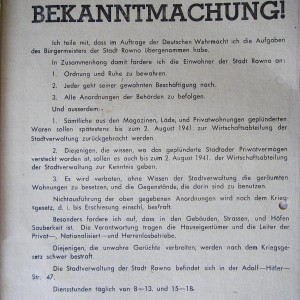 BEKANNTMACHUNG!
Ich teile mit, dass im Auftrage der Deutschen Wehrmacht ich die Aufgaben
des Bürgermeisters der Stadt Rowno übergenommen habe.
In Zusammenhang damit fordere ich die Einwohner der Stadt Rowno an:
1. Ordnung und Ruhe zu bewahren.
2. Jeder geht seiner gewohnten Beschäftigung nach.
3. Alle Anordnungen der Behörden zu befolgen.
Und ausserdem:
1. Sämtliche aus den Magazinen, Läde, und Privatwohnungen geplünderten
Waren sollen spätestens bis zum 2. August 1941. zur Wirtschaftsabteilung
der Stadtverwaltung zurückgebracht werden.
2. Diejenigen, die wissen, wo das geplünderte Stadtoder Privatvermögen
versteckt worden ist, sollen es auch bis zum 2. August 1941. der Wirtschaftsabteilung
der Stadtverwaltung zur Kenntnis geben.
3. Es wird verboten, ohne Wissen der Stadtverwaltung die geräumten
Wohnungen zu besetzen, und die Gegenstände, die darin sind zu benutzen.
Nichtausführung der oben gegebenen Anordnungen wird nach dem Krieg-
gesetz, d. i. bis Erschiessung einschl, bestraft.
Besonders fordere ich auf, dass in den Gebäuden, Strassen, und Höfen
Sauberkeit ist. Die Verantwortung tragen die Hauseigentümer und die Leiter der
Privat—, Nationalisiert—und Herrenlosbetriebe.
Diejenigen, die unwahre Gerüchte verbreiten, werden nach dem Kriegsge-
setz schwer bestraft.
Die Stadtverwaltung der Stadt Rowno befindet sich in der Adolf—Hitler—
Str. 47.
Dienststunden täglich von 8—13. und 15—18.